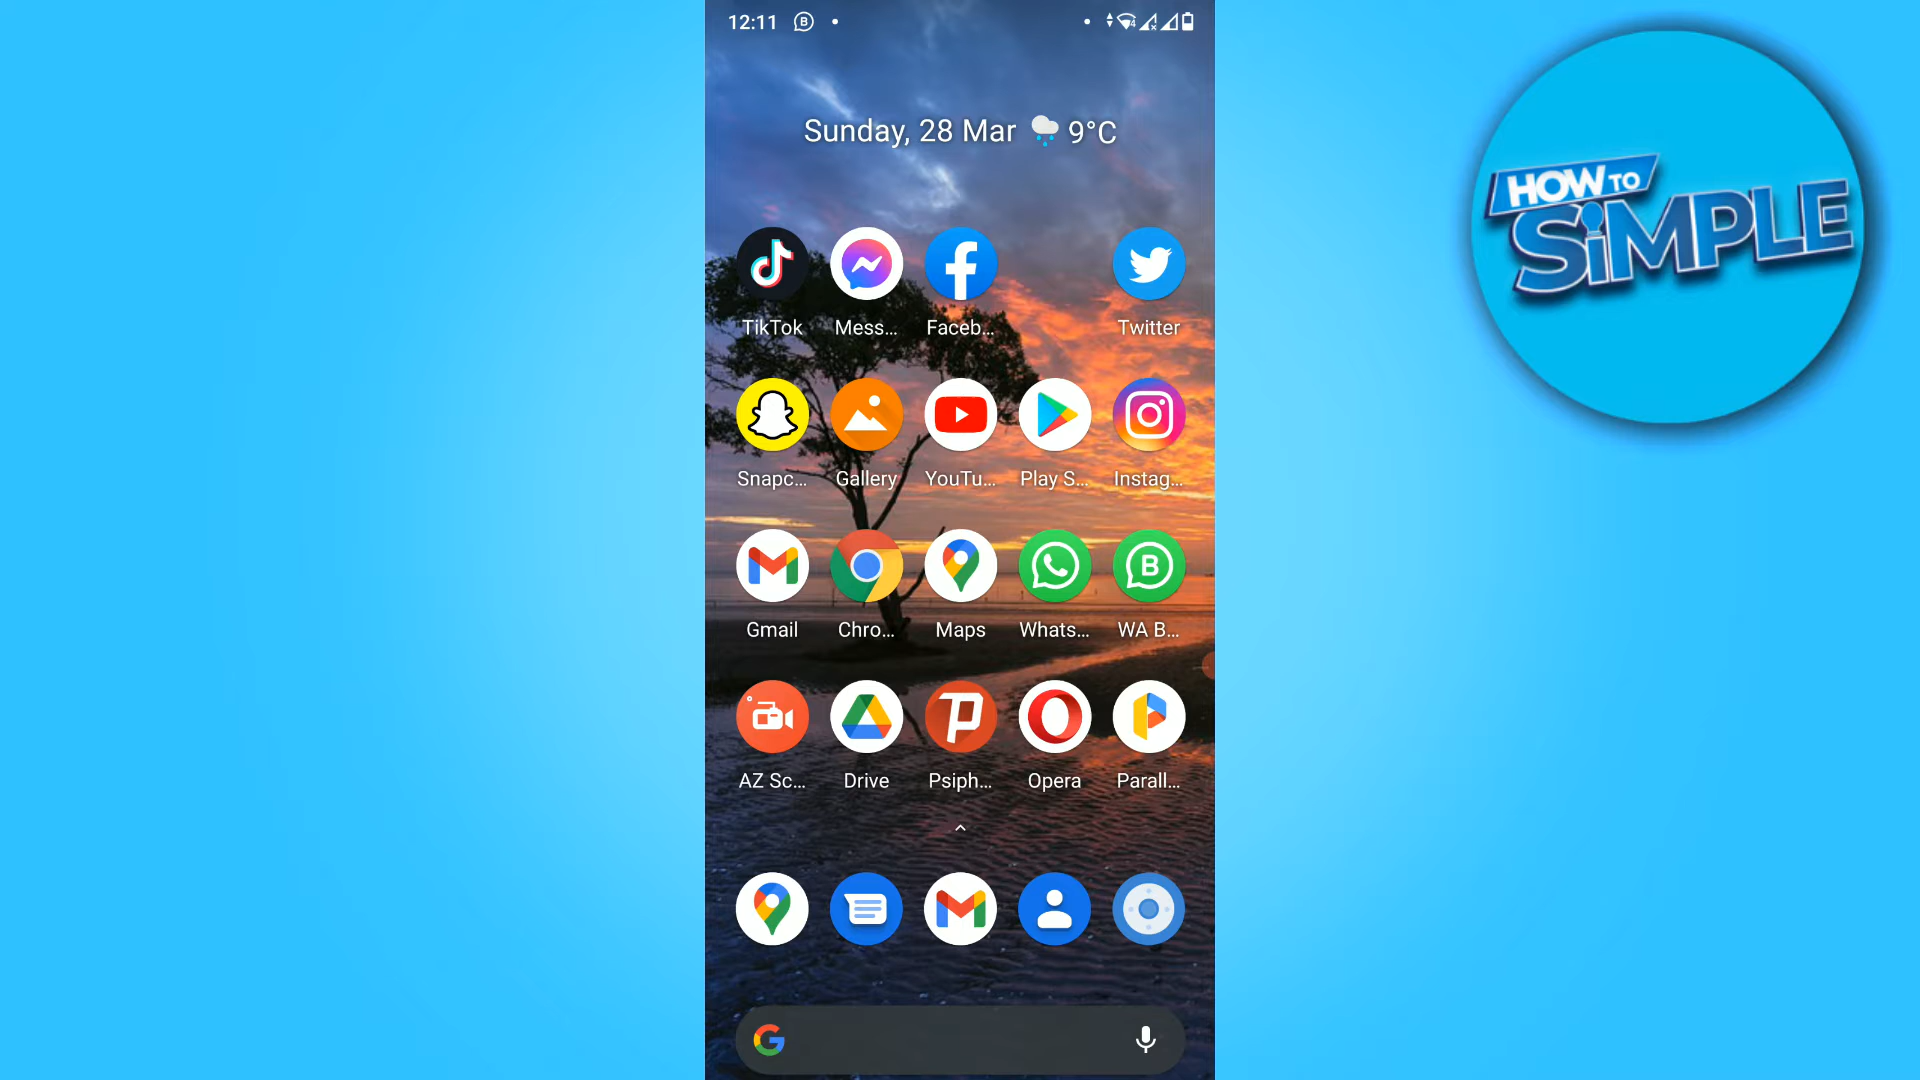 12:11
Sunday, 28 Mar 9°C
HOW TO
SiMPLE
TikTok Mess... Faceb... Twitter
Snapc... Gallery YouTu... Play S... Instag...
Gmail Chro... Maps Whats... WA B...
AZ Sc... Drive Psiph... Opera Parall...